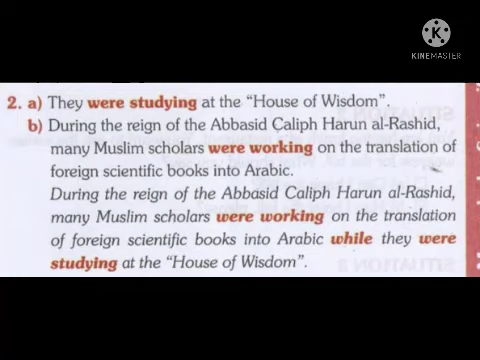 KINEMASTER
2. a) They were studying at the “House of Wisdom”.
b) During the reign of the Abbasid Caliph Harun al-Rashid,
many Muslim scholars were working on the translation of
foreign scientific books into Arabic.
During the reign of the Abbasid Caliph Harun al-Rashid,
many Muslim scholars were working on the translation
of foreign scientific books into Arabic while they were
studying at the “House of Wisdom”.